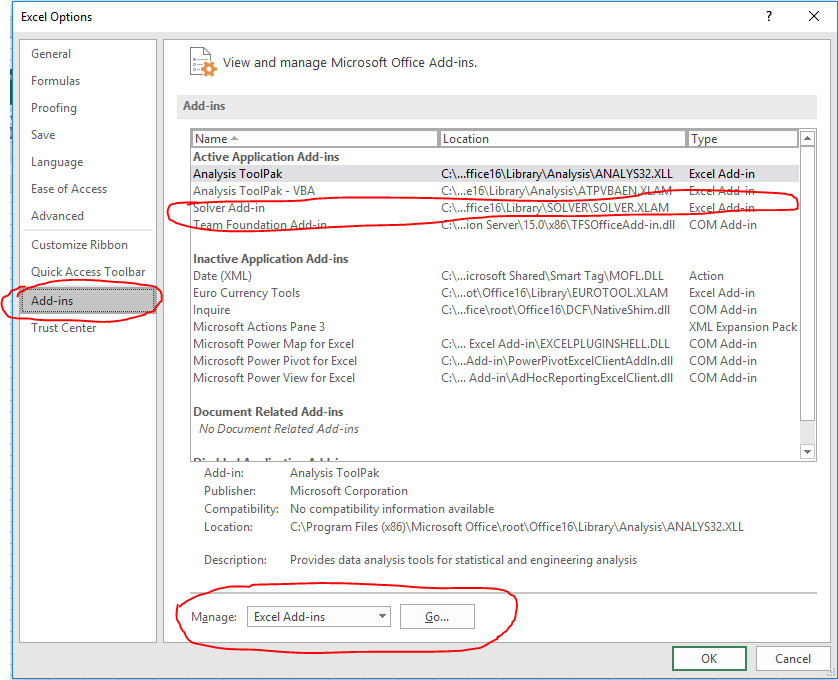 Excel Options ? ×
General
Formulas
Proofing
Save
Language
Ease of Access
Advanced
Customize Ribbon
Quick Access Toolbar
Add-ins
Trust Center
View and manage Microsoft Office Add-ins.
Add-ins
Name Location Type
Active Application Add-ins
Analysis ToolPak C:\...ffice16\Library\Analysis\ANALYS32.XLL Excel Add-in
Analysis ToolPak - VBA C:\...e16\Library\Analysis\ATPVBAEN.XLAM Excel Add-in
Solver Add-in C:\...ffice16\Library\SOLVER\SOLVER.XLAM Excel Add-in
Team Foundation Add-in C:\...ion Server\15.0\x86\TFSOfficeAdd-in.dll COM Add-in
Inactive Application Add-ins
Date (XML) C:\...icrosoft Shared\Smart Tag\MOFL.DLL Action
Euro Currency Tools C:\...ot\Office16\Library\EUROTOOL.XLAM Excel Add-in
Inquire C:\...fice\root\Office16\DCF\NativeShim.dll COM Add-in
Microsoft Actions Pane 3 XML Expansion Pack
Microsoft Power Map for Excel C:\... Excel Add-in\EXCELPLUGINSHELL.DLL COM Add-in
Microsoft Power Pivot for Excel C:\...Add-in\PowerPivotExcelClientAddIn.dll COM Add-in
Microsoft Power View for Excel C:\... Add-in\AdHocReportingExcelClient.dll COM Add-in
Document Related Add-ins
No Document Related Add-ins
Add-in: Analysis ToolPak
Publisher: Microsoft Corporation
Compatibility: No compatibility information available
Location: C:\Program Files (x86)\Microsoft Office\root\Office16\Library\Analysis\ANALYS32.XLL
Description: Provides data analysis tools for statistical and engineering analysis
Manage: Excel Add-ins Go...
OK Cancel